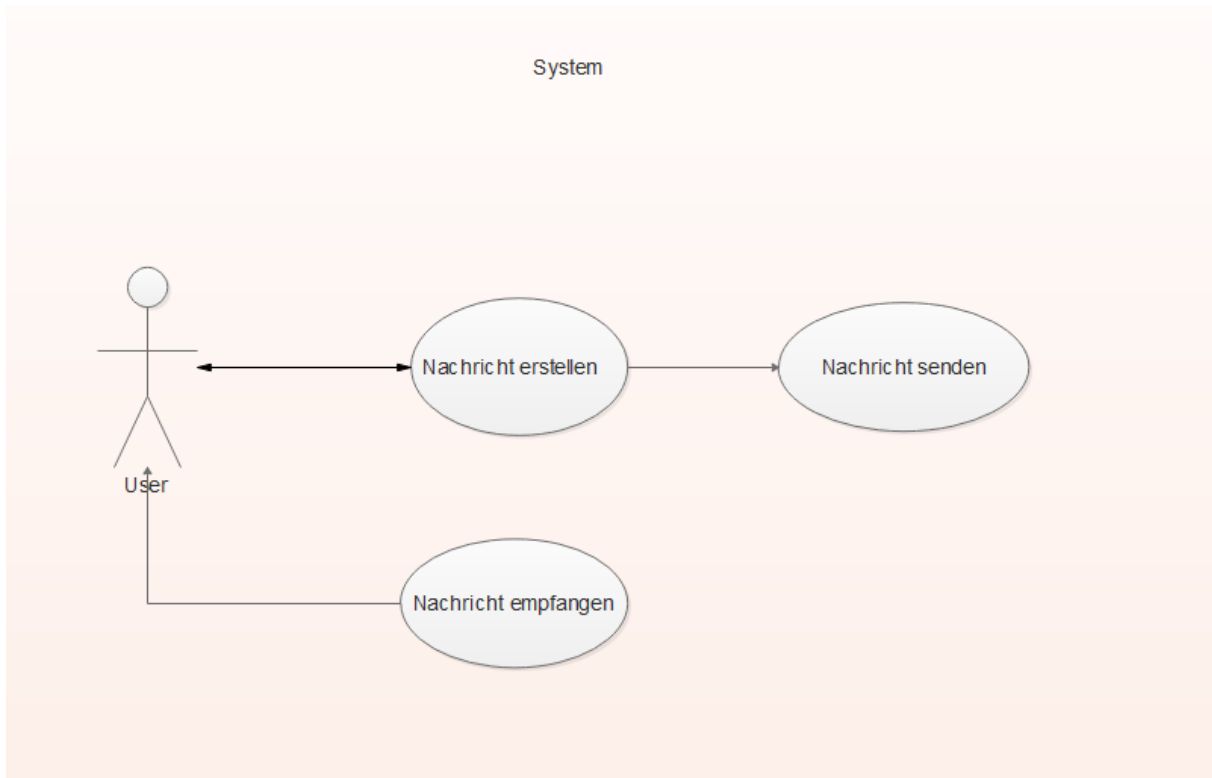 System
Nachricht erstellen
Nachricht senden
User
Nachricht empfangen